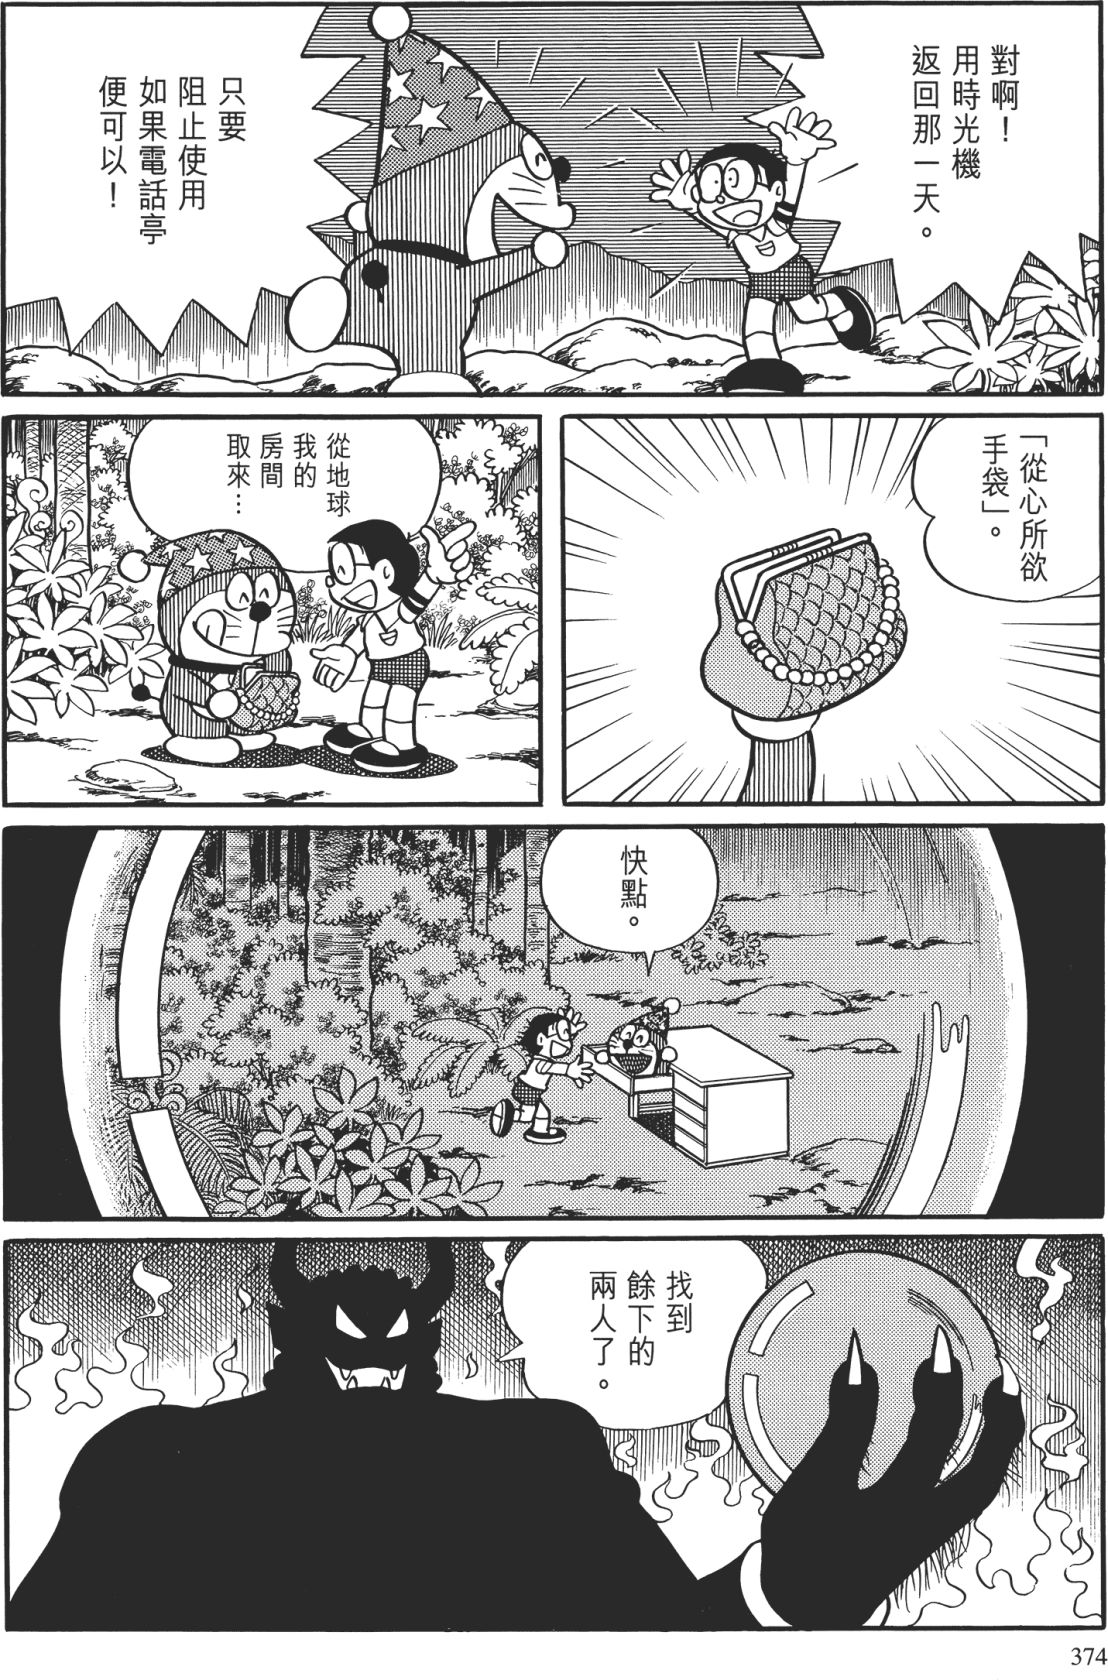 對啊！
用時光機
返回那一天。
只要
阻止使用
如果電話亭
便可以！
「從心所欲
手袋」。
從地球
我的
房間
取來…
快點。
找到
餘下的
兩人了。
374